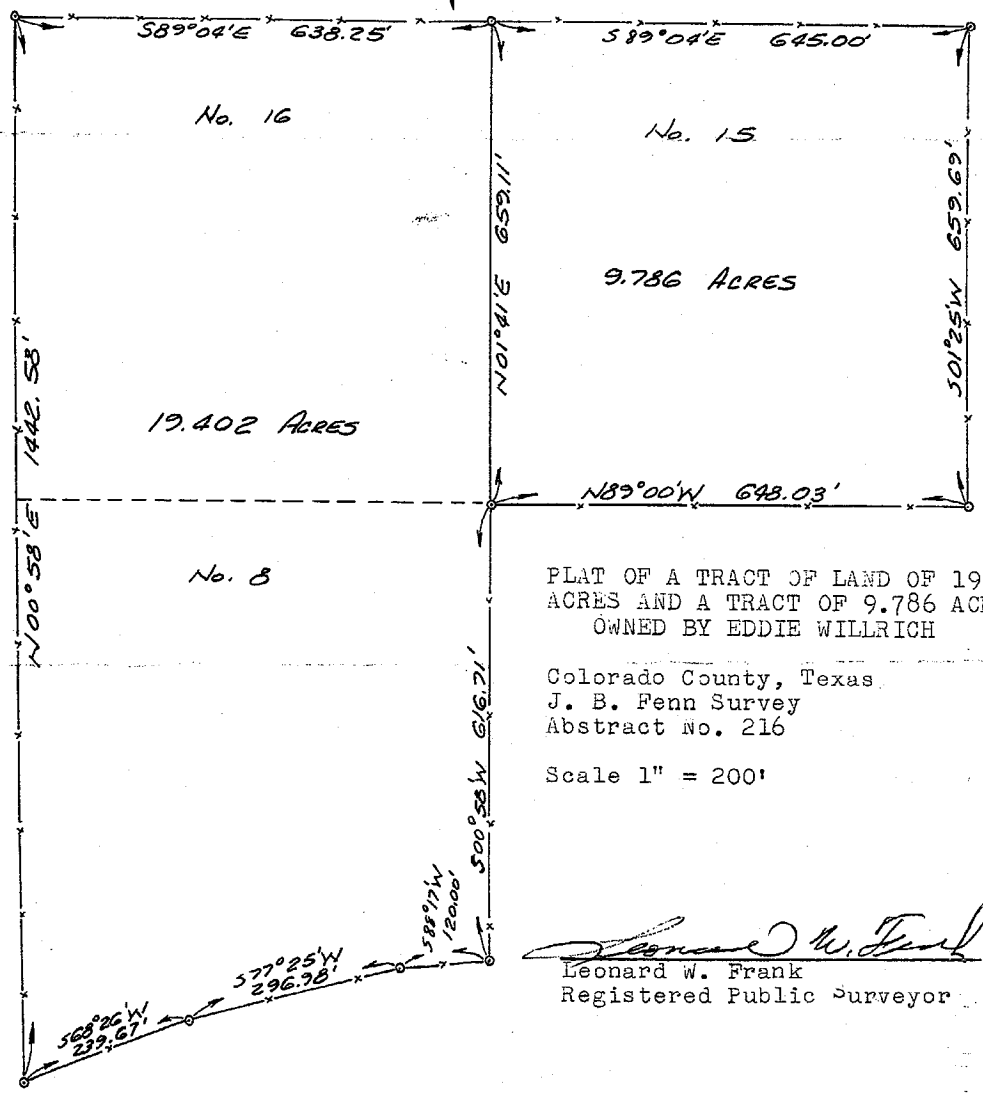 S89°04'E 638.25'
S89°04'E 645.00'
No. 16
No. 15
N01°41'E 659.11'
S01°25'W 659.69'
9.786 ACRES
N00°58'E 1442.58'
19.402 ACRES
N89°00'W 648.03'
No. 8
PLAT OF A TRACT OF LAND OF 19
ACRES AND A TRACT OF 9.786
OWNED BY EDDIE WILLRICH
Colorado County, Texas
J. B. Fenn Survey
Abstract No. 216
Scale 1" = 200'
S00°58'W 616.71'
S88°17'W
120.00'
S77°25'W
296.98'
S68°26'W
239.67'
Leonard W. Frank
Leonard W. Frank
Registered Public Surveyor